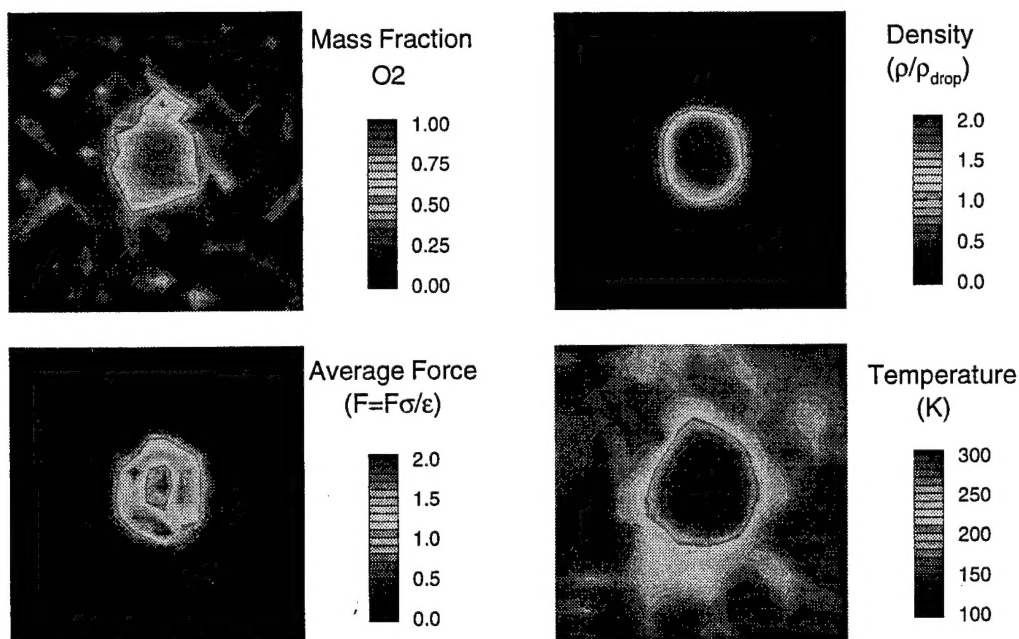 Mass Fraction
O2
1.00
0.75
0.50
0.25
0.00
Density
(ρ/ρdrop)
2.0
1.5
1.0
0.5
0.0
Average Force
(F=Fσ/ε)
2.0
1.5
1.0
0.5
0.0
Temperature
(K)
300
250
200
150
100